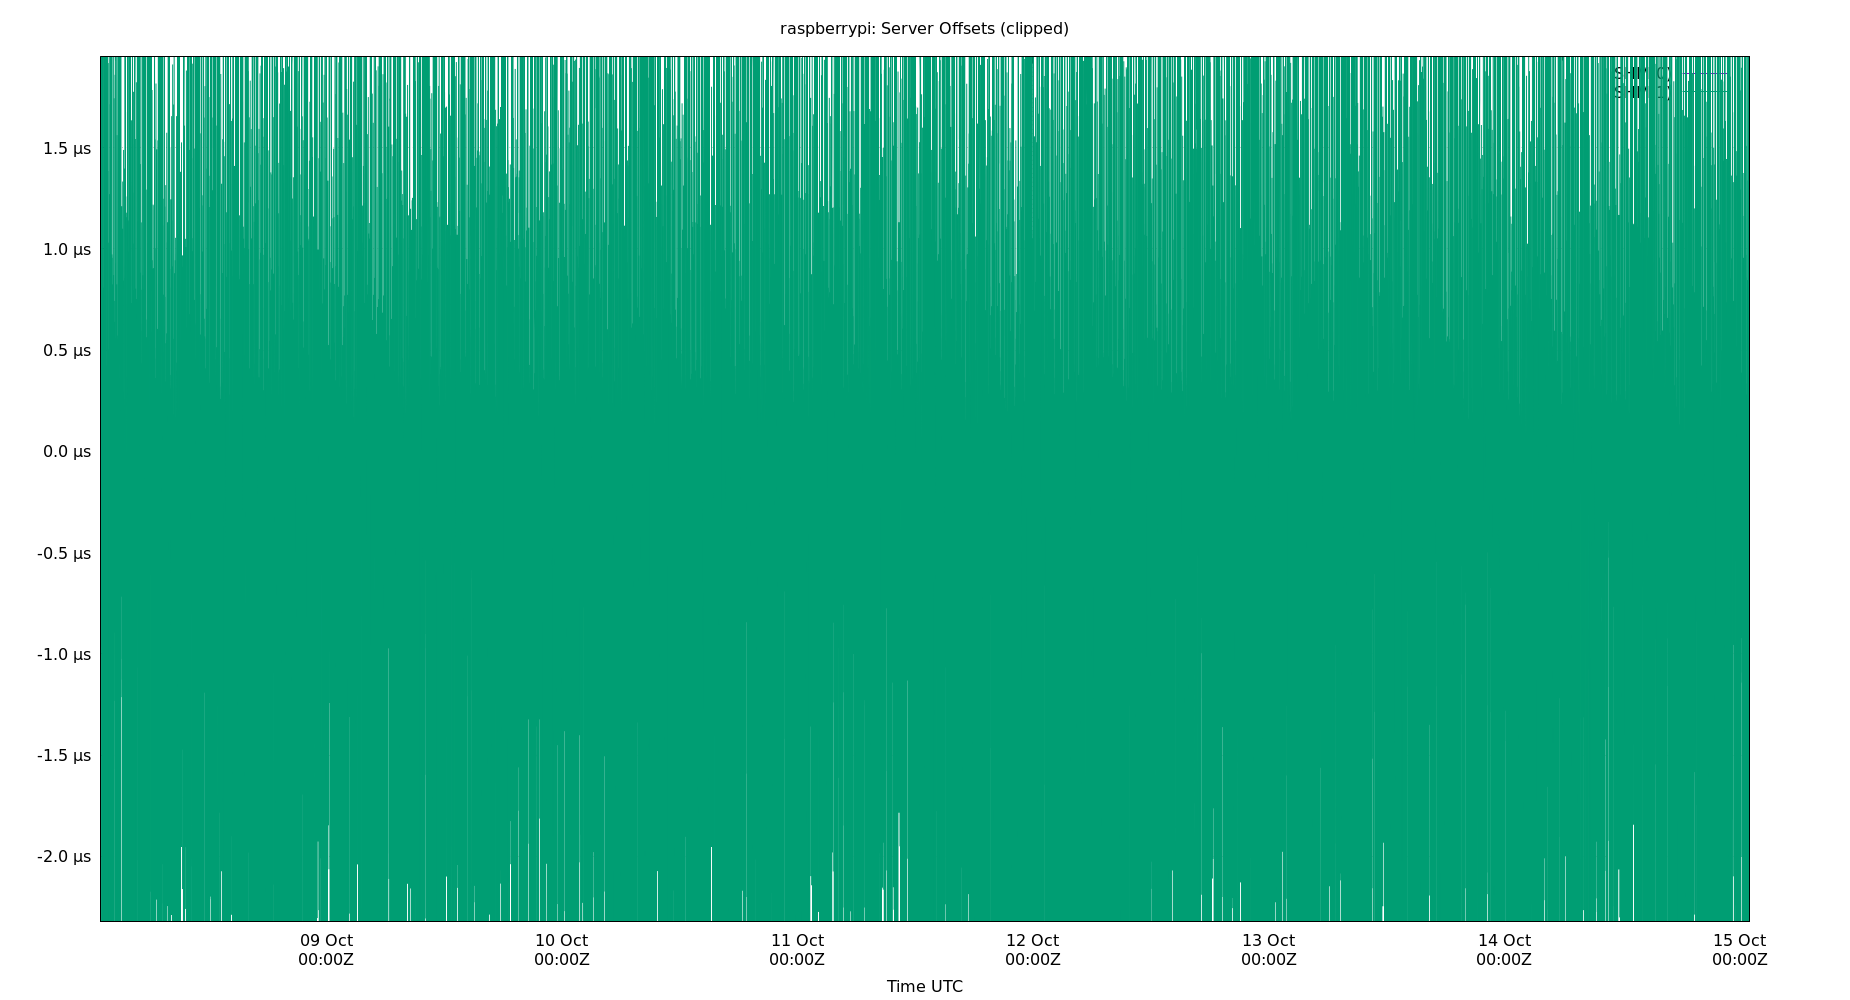 raspberrypi: Server Offsets (clipped)
1.5 µs
1.0 µs
0.5 µs
0.0 µs
-0.5 µs
-1.0 µs
-1.5 µs
-2.0 µs
09 Oct 10 Oct 11 Oct 12 Oct 13 Oct 14 Oct 15 Oct
00:00Z 00:00Z 00:00Z 00:00Z 00:00Z 00:00Z 00:00Z
Time UTC